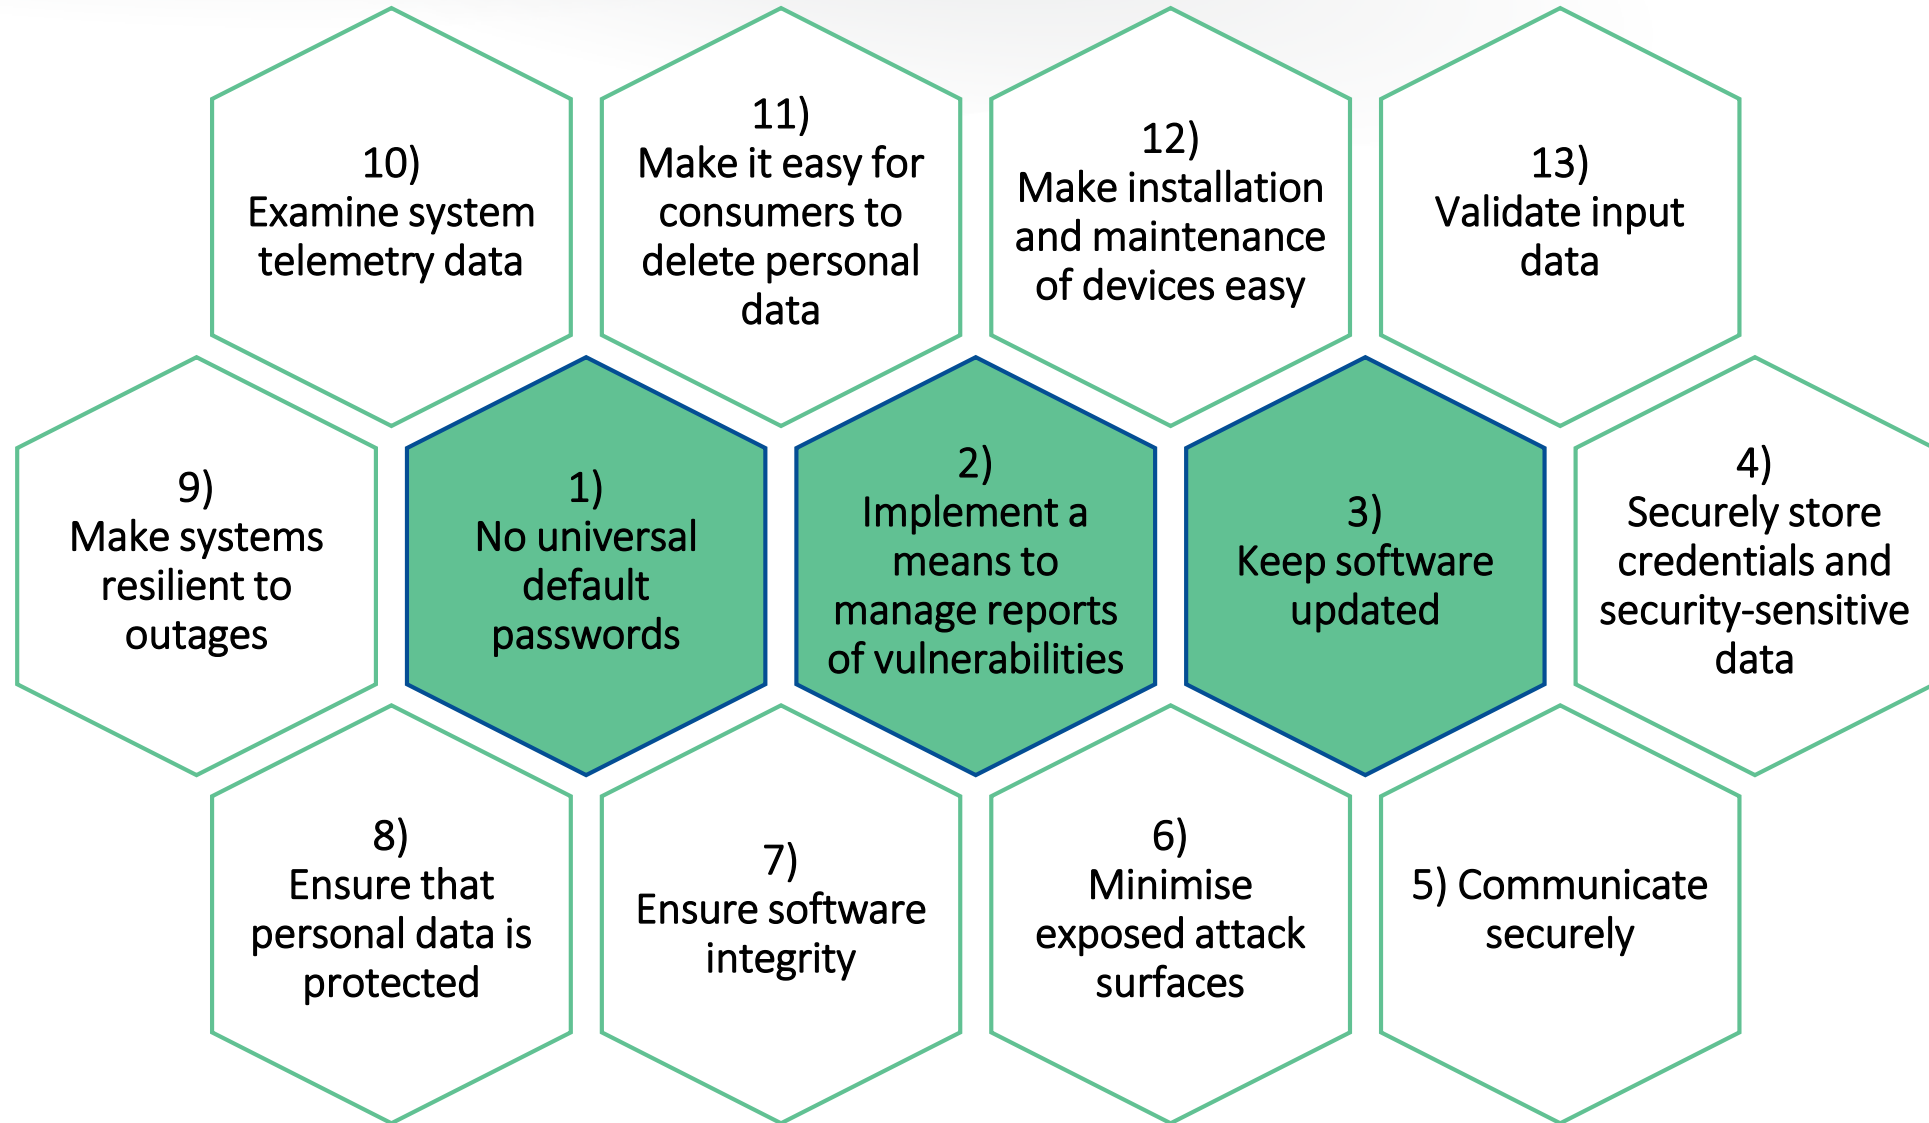 10)
Examine system
telemetry data
11)
Make it easy for
consumers to
delete personal
data
12)
Make installation
and maintenance
of devices easy
13)
Validate input
data
9)
Make systems
resilient to
outages
1)
No universal
default
passwords
2)
Implement a
means to
manage reports
of vulnerabilities
3)
Keep software
updated
4)
Securely store
credentials and
security-sensitive
data
8)
Ensure that
personal data is
protected
7)
Ensure software
integrity
6)
Minimise
exposed attack
surfaces
5) Communicate
securely